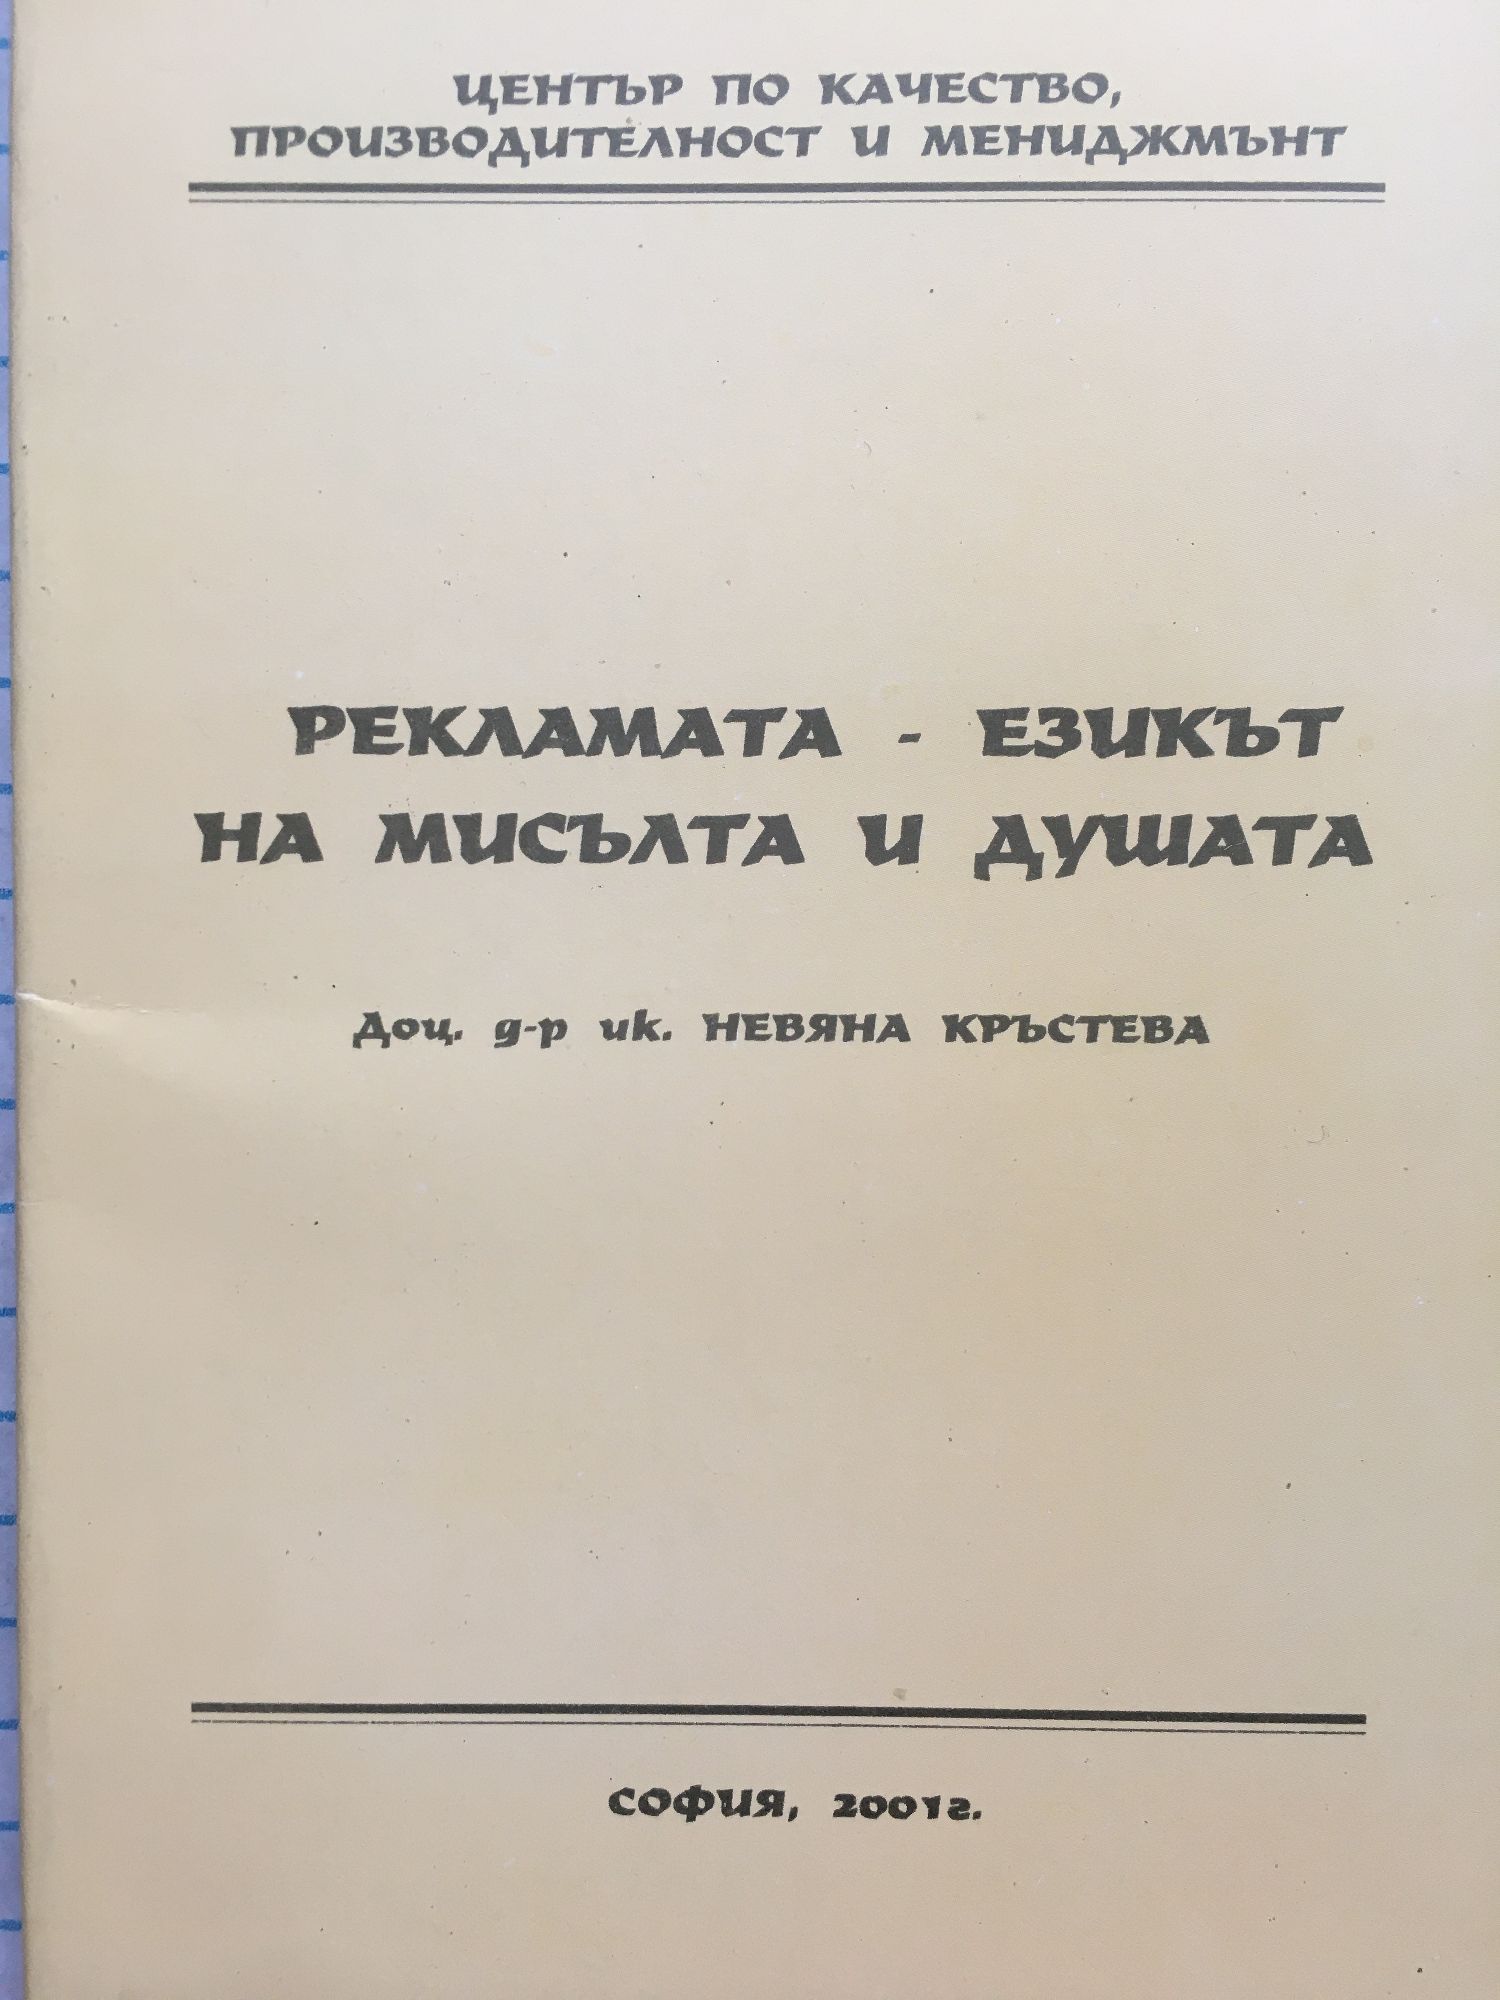 ЦЕНТЪР ПО КАЧЕСТВО,
ПРОИЗВОДИТЕЛНОСТ И МЕНИДЖМЪНТ
РЕКЛАМАТА - ЕЗИКЪТ
НА МИСЪЛТА И ДУШАТА
Доц. д-р ик. НЕВЯНА КРЪСТЕВА
СОФИЯ, 2001г.